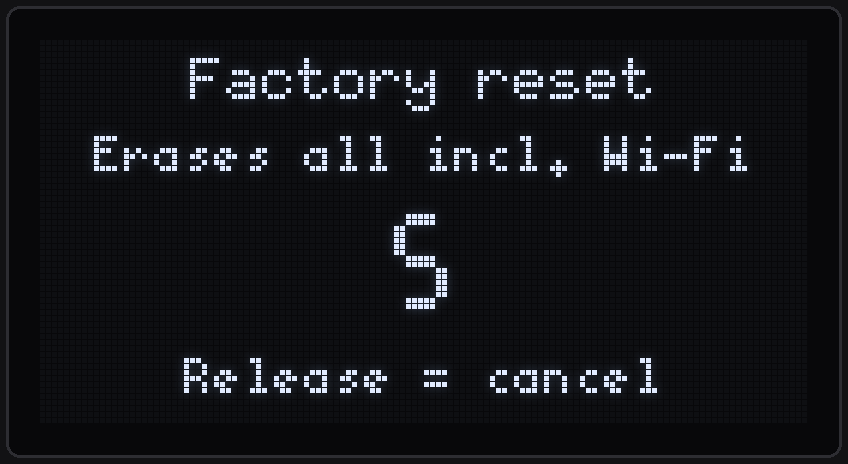 Factory reset
Erases all incl. Wi-Fi
5
Release = cancel